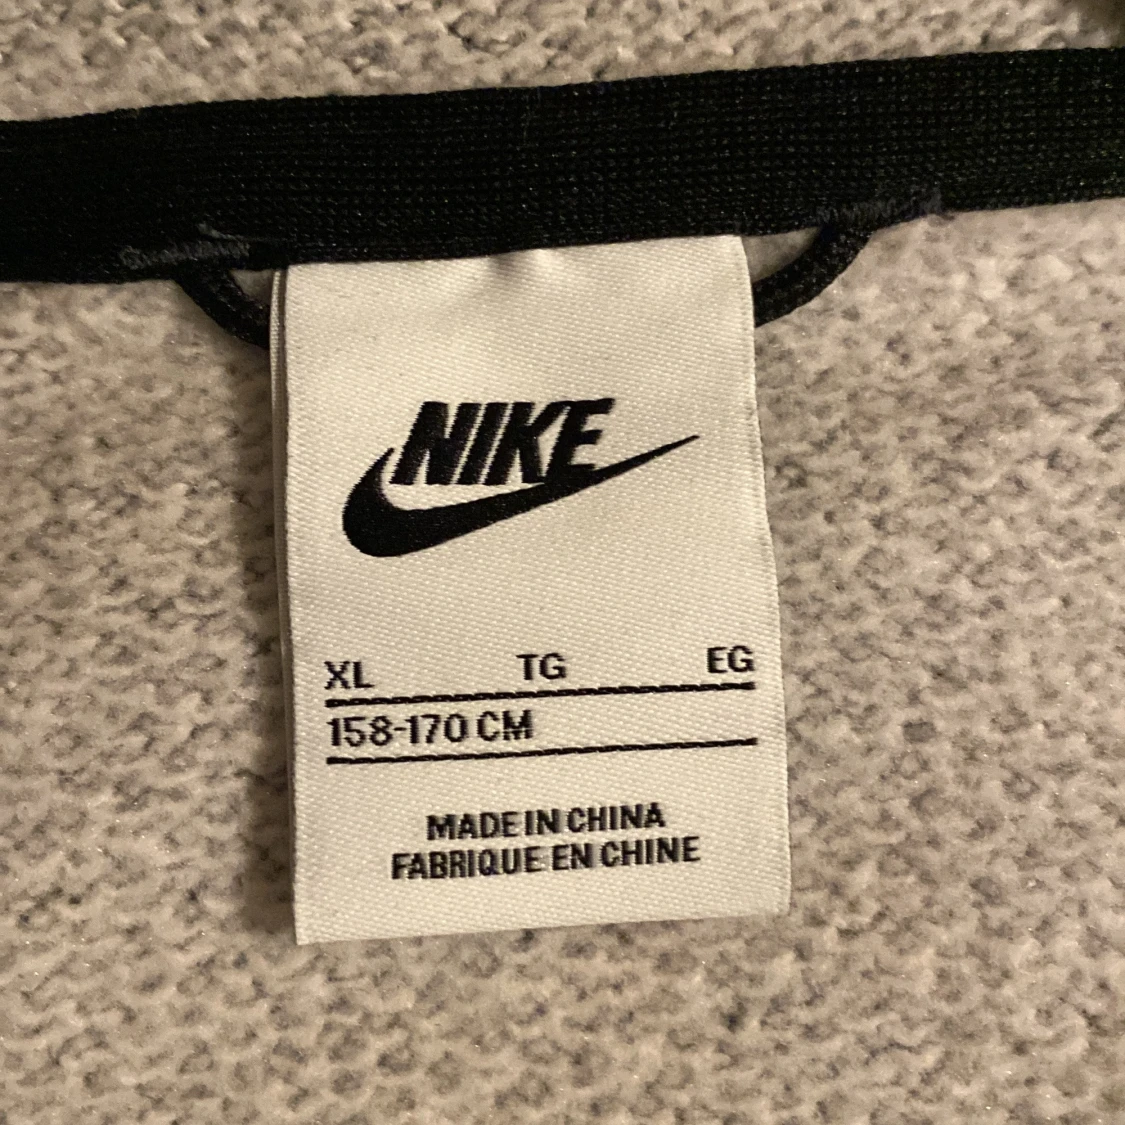 NIKE
XL TG EG
158-170 CM
MADE IN CHINA
FABRIQUE EN CHINE